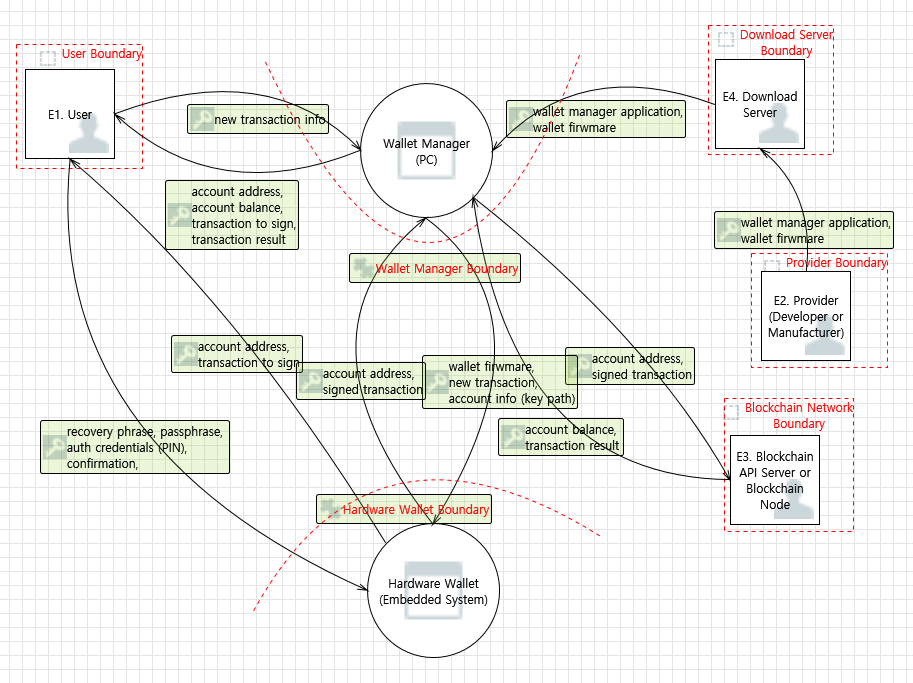 User Boundary
E1. User
new transaction info
account address,
account balance,
transaction to sign,
transaction result
Wallet Manager
(PC)
wallet manager application,
wallet firwmare
Download Server
Boundary
E4. Download
Server
wallet manager application,
wallet firwmare
Provider Boundary
E2. Provider
(Developer or
Manufacturer)
Wallet Manager Boundary
account address,
transaction to sign
account address,
signed transaction
wallet firwmare,
new transaction,
account info (key path)
account address,
signed transaction
account balance,
transaction result
Blockchain Network
Boundary
E3. Blockchain
API Server or
Blockchain
Node
recovery phrase, passphrase,
auth credentials (PIN),
confirmation,
Hardware Wallet Boundary
Hardware Wallet
(Embedded System)